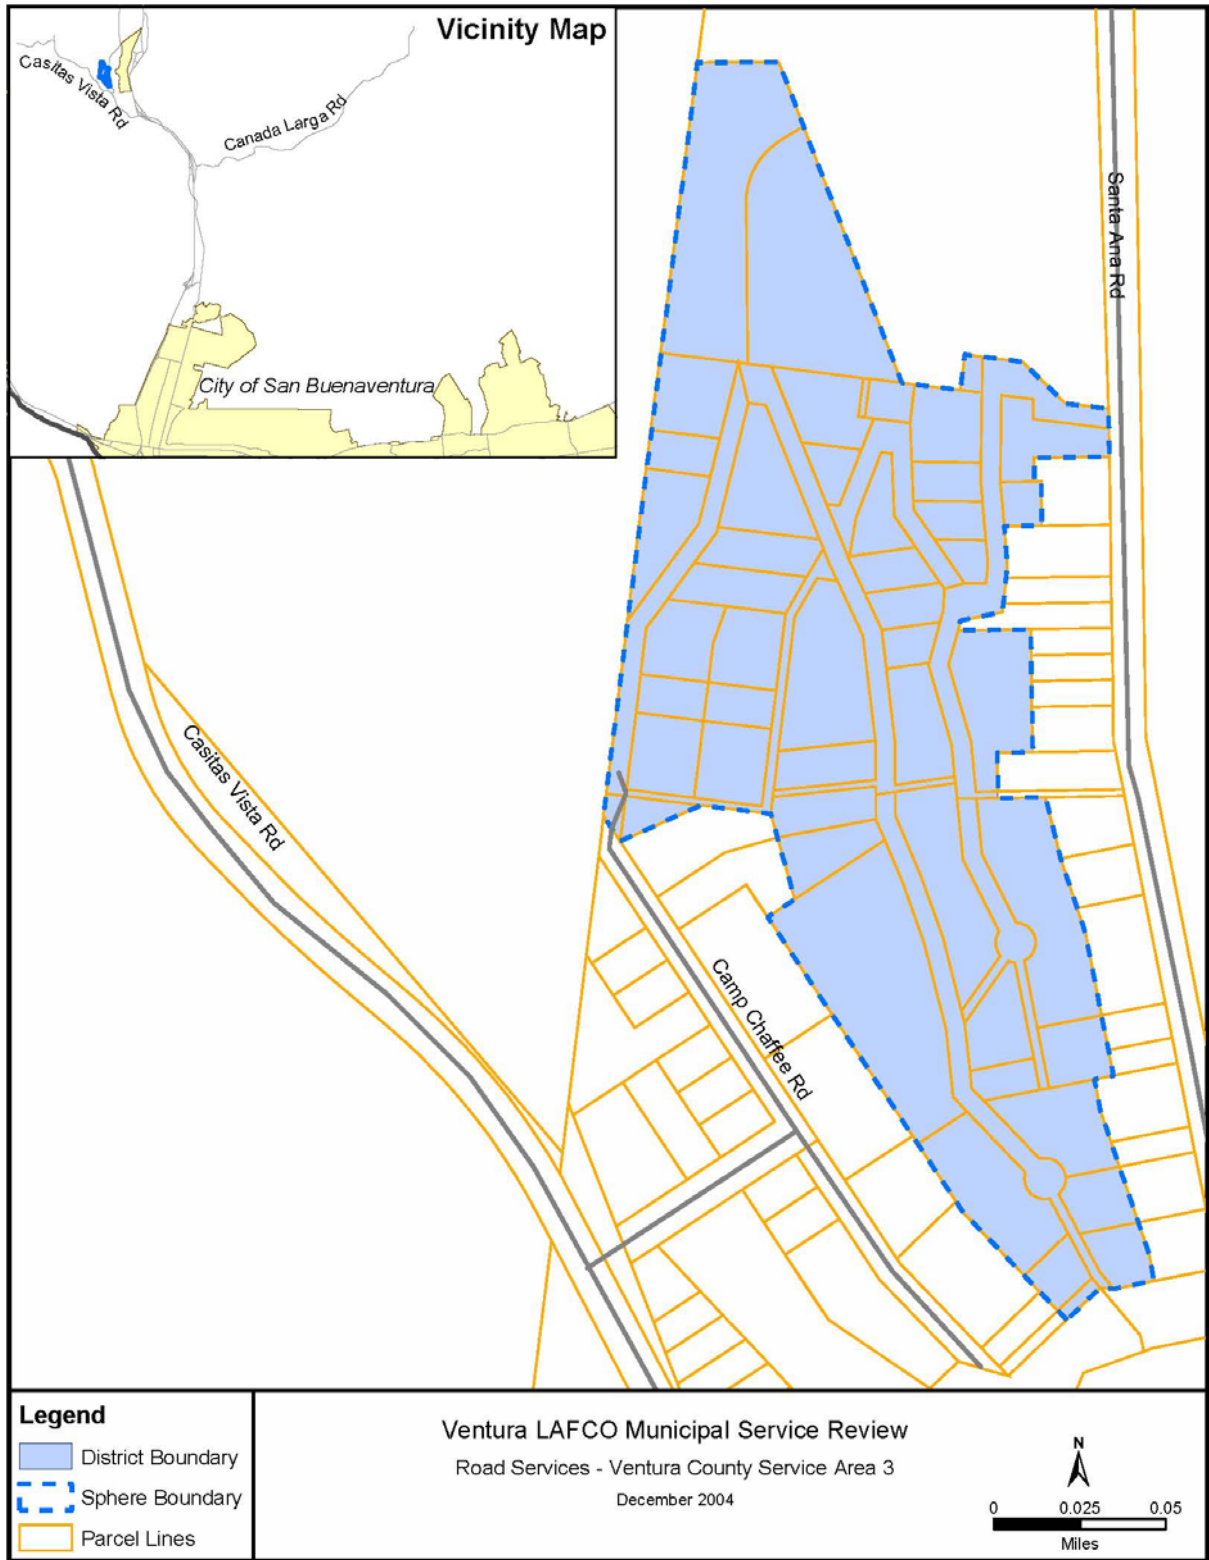 Vicinity Map
Casitas Vista Rd
Canada Larga Rd
City of San Buenaventura
Santa Ana Rd
Casitas Vista Rd
Camp Chaffee Rd
Legend
District Boundary
Sphere Boundary
Parcel Lines
Ventura LAFCO Municipal Service Review
Road Services - Ventura County Service Area 3
December 2004
N
0 0.025 0.05
Miles